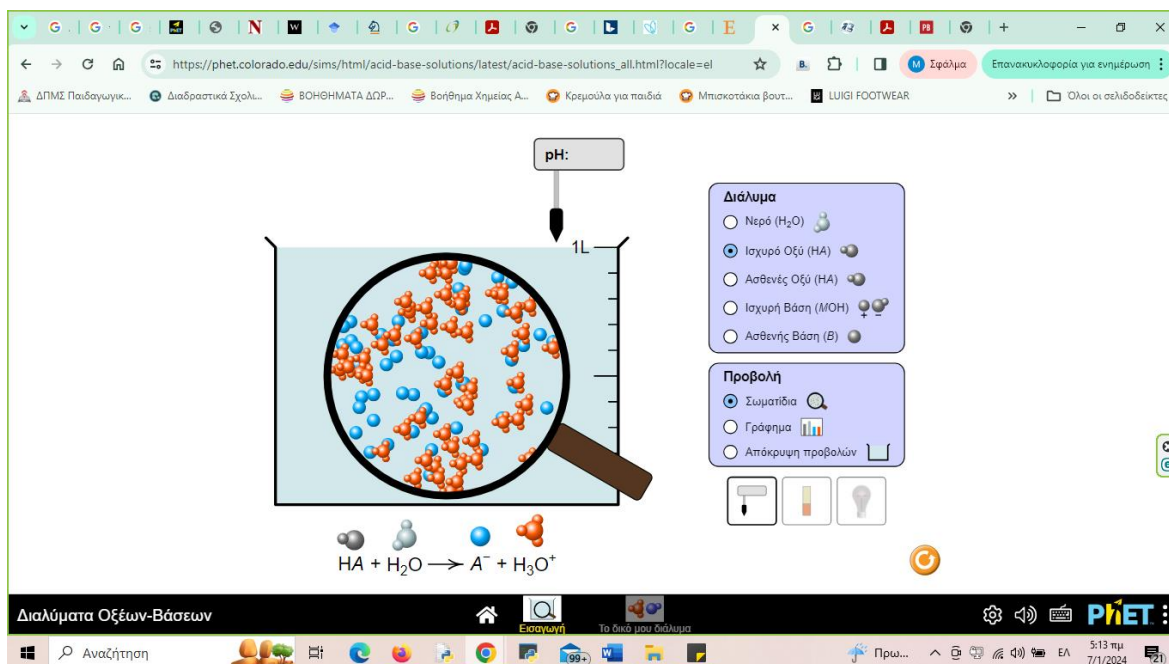 https://phet.colorado.edu/sims/html/acid-base-solutions/latest/acid-base-solutions_all.html?locale=el
Σφάλμα
Επανακυκλοφορία για ενημέρωση
ΔΠΜΣ Παιδαγωγικ...
Διαδραστικά Σχολι...
ΒΟΗΘΗΜΑΤΑ ΔΩΡ...
Βοήθημα Χημείας Α...
Κρεμούλα για παιδιά
Μπισκοτάκια βουτ...
LUIGI FOOTWEAR
»
Όλοι οι σελιδοδείκτες
pH:
1L
Διάλυμα
Νερό (H₂O)
Ισχυρό Οξύ (HA)
Ασθενές Οξύ (HA)
Ισχυρή Βάση (MOH)
Ασθενής Βάση (B)
Προβολή
Σωματίδια
Γράφημα
Απόκρυψη προβολών
HA + H₂O → A⁻ + H₃O⁺
Διαλύματα Οξέων-Βάσεων
Εισαγωγή
Το δικό μου διάλυμα
PhET
Αναζήτηση
99+
Πρω...
ΕΛ
5:13 πμ
7/1/2024
21